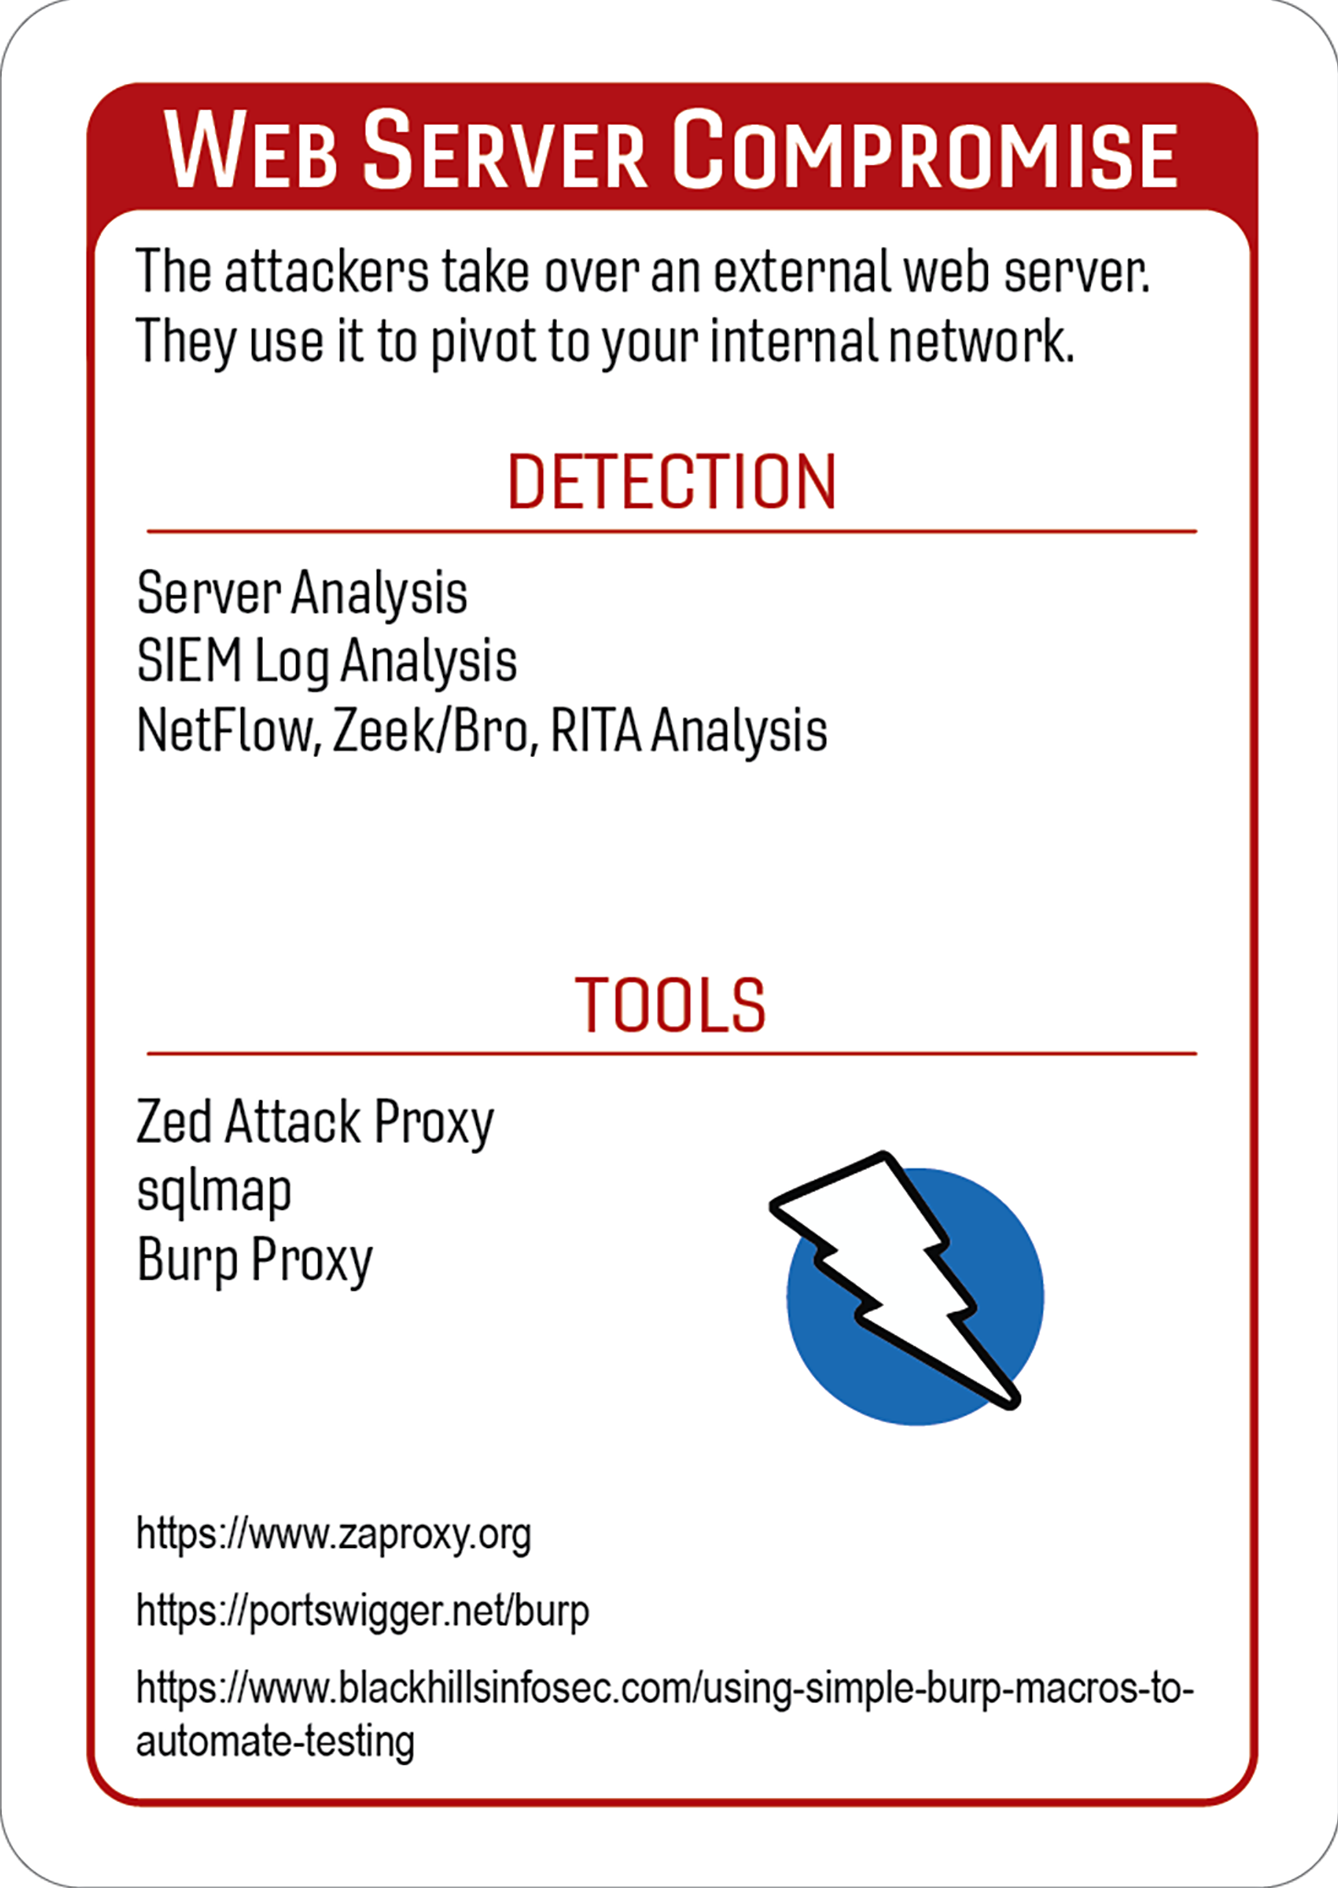 WEB SERVER COMPROMISE
The attackers take over an external web server.
They use it to pivot to your internal network.
DETECTION
Server Analysis
SIEM Log Analysis
NetFlow, Zeek/Bro, RITA Analysis
TOOLS
Zed Attack Proxy
sqlmap
Burp Proxy
https://www.zaproxy.org
https://portswigger.net/burp
https://www.blackhillsinfosec.com/using-simple-burp-macros-to-
automate-testing